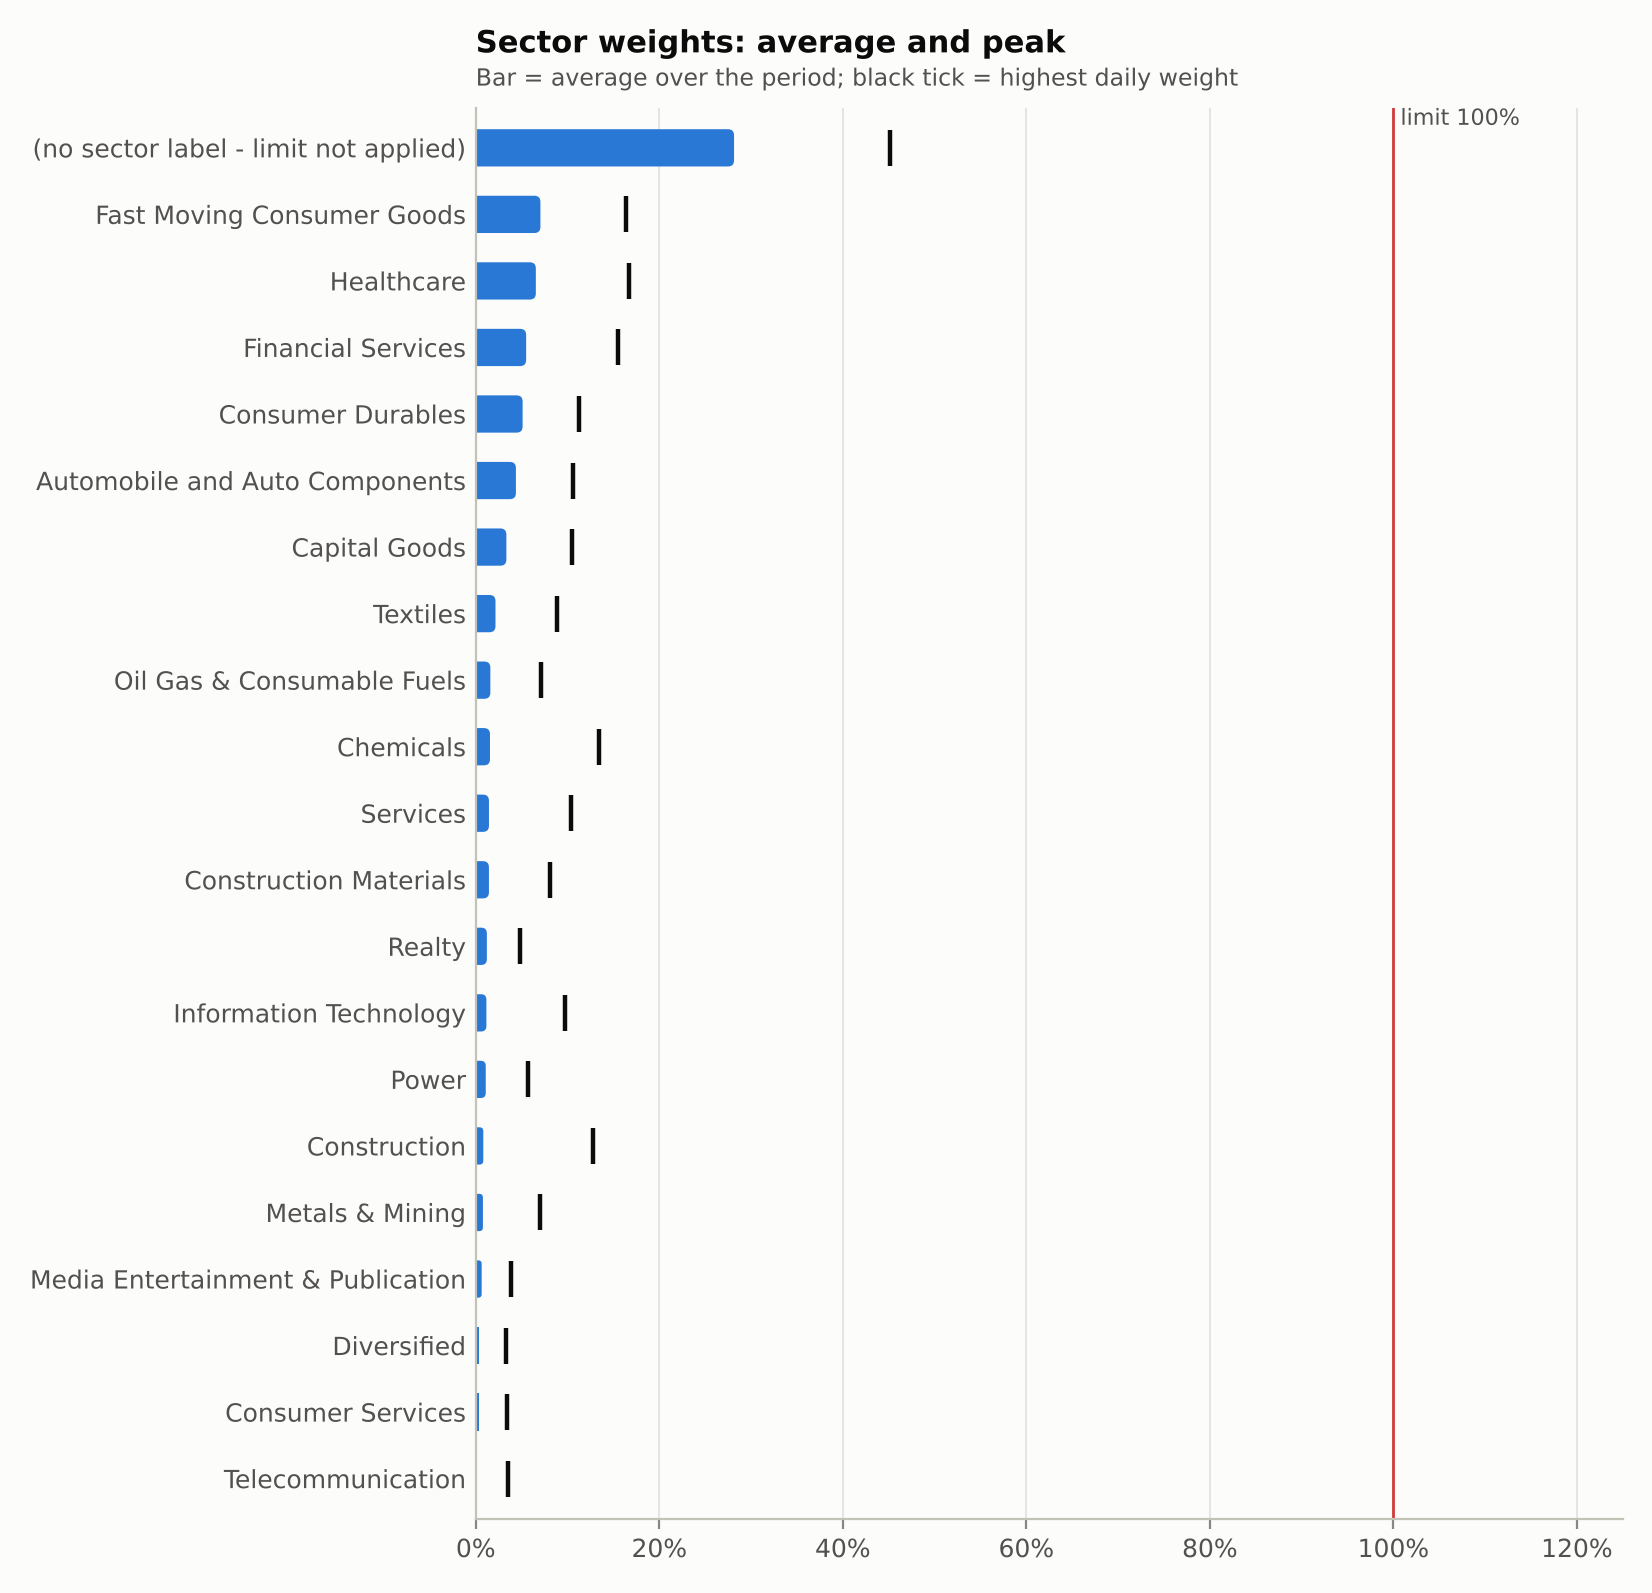 Sector weights: average and peak
Bar = average over the period; black tick = highest daily weight
limit 100%
(no sector label - limit not applied)
Fast Moving Consumer Goods
Healthcare
Financial Services
Consumer Durables
Automobile and Auto Components
Capital Goods
Textiles
Oil Gas & Consumable Fuels
Chemicals
Services
Construction Materials
Realty
Information Technology
Power
Construction
Metals & Mining
Media Entertainment & Publication
Diversified
Consumer Services
Telecommunication
0% 20% 40% 60% 80% 100% 120%